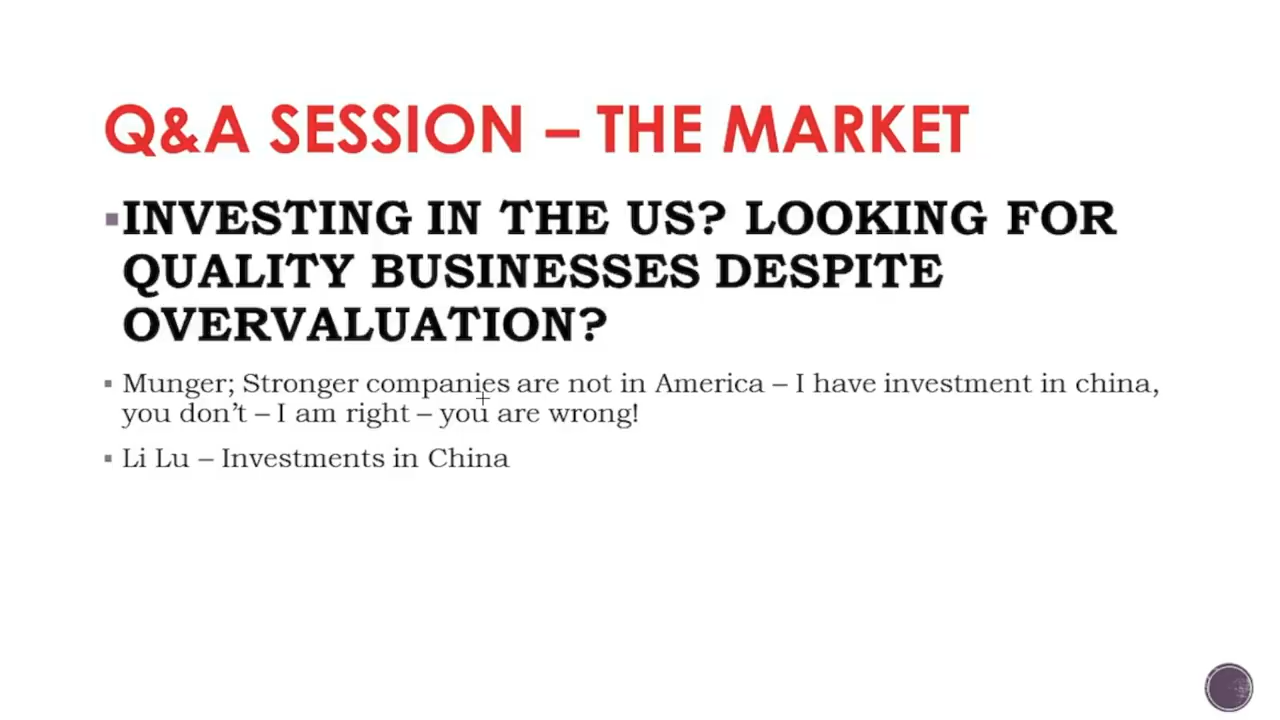 Q&A SESSION – THE MARKET
▪INVESTING IN THE US? LOOKING FOR
QUALITY BUSINESSES DESPITE
OVERVALUATION?
▪ Munger; Stronger companies are not in America – I have investment in china,
you don’t – I am right – you are wrong!
▪ Li Lu – Investments in China